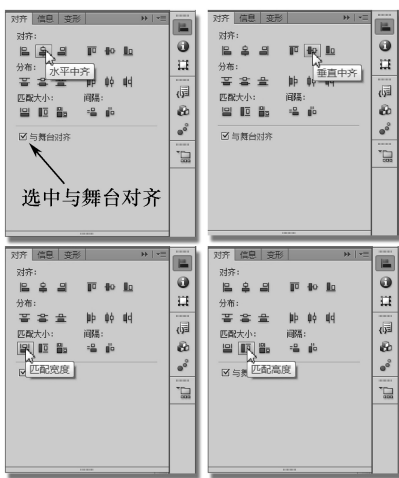 对齐 信息 变形
对齐:
水平中齐
分布:
匹配大小: 间隔:
与舞台对齐
选中与舞台对齐
对齐 信息 变形
对齐:
垂直中齐
分布:
匹配大小: 间隔:
与舞台对齐
对齐 信息 变形
对齐:
分布:
匹配大小: 间隔:
匹配宽度
对齐 信息 变形
对齐:
分布:
匹配大小: 间隔:
匹配高度
与